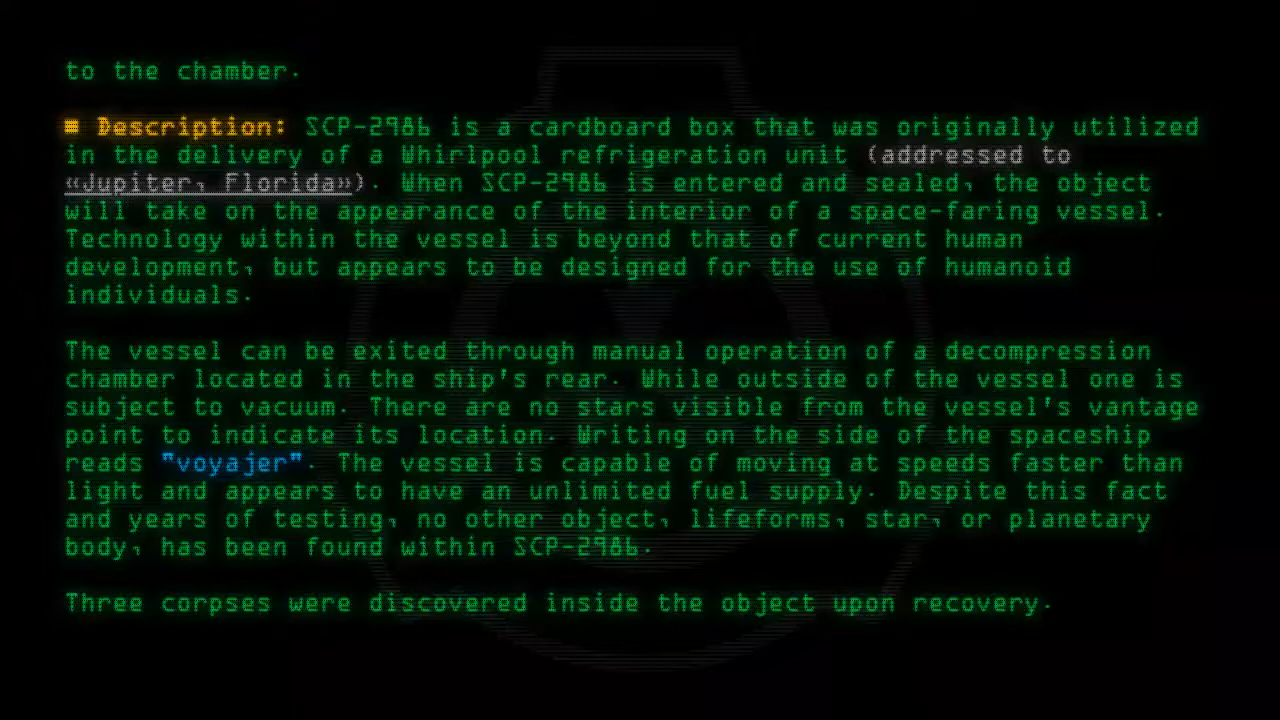 to the chamber.
■ Description: SCP-2986 is a cardboard box that was originally utilized
in the delivery of a Whirlpool refrigeration unit (addressed to
«Jupiter, Florida»). When SCP-2986 is entered and sealed, the object
will take on the appearance of the interior of a space-faring vessel.
Technology within the vessel is beyond that of current human
development, but appears to be designed for the use of humanoid
individuals.
The vessel can be exited through manual operation of a decompression
chamber located in the ship's rear. While outside of the vessel one is
subject to vacuum. There are no stars visible from the vessel's vantage
point to indicate its location. Writing on the side of the spaceship
reads "voyajer". The vessel is capable of moving at speeds faster than
light and appears to have an unlimited fuel supply. Despite this fact
and years of testing, no other object, lifeforms, star, or planetary
body, has been found within SCP-2986.
Three corpses were discovered inside the object upon recovery.